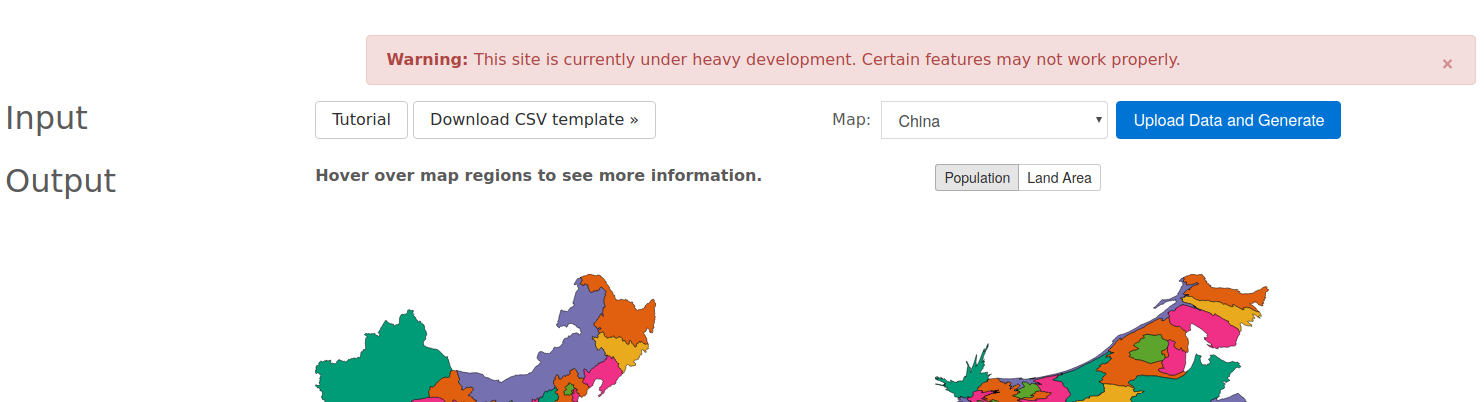 Warning: This site is currently under heavy development. Certain features may not work properly. ×
Input
Tutorial
Download CSV template »
Map:
China
Upload Data and Generate
Output
Hover over map regions to see more information.
Population
Land Area